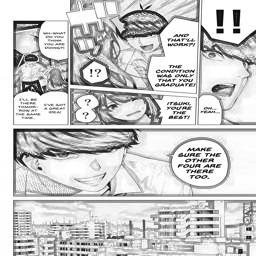 !!
AND
THAT'LL
WORK?!
WH-WHAT
DO YOU
THINK
YOU ARE
DOING?!
!?
THE
CONDITION
WAS ONLY
THAT YOU
GRADUATE!
OH...
YEAH...
ITSUKI,
YOU'RE
THE
BEST!
?
?
I'VE GOT
A GREAT
IDEA!
I'LL BE
THERE
TOMOR-
ROW AT
THE SAME
TIME.
MAKE
SURE THE
OTHER
FOUR ARE
THERE
TOO.